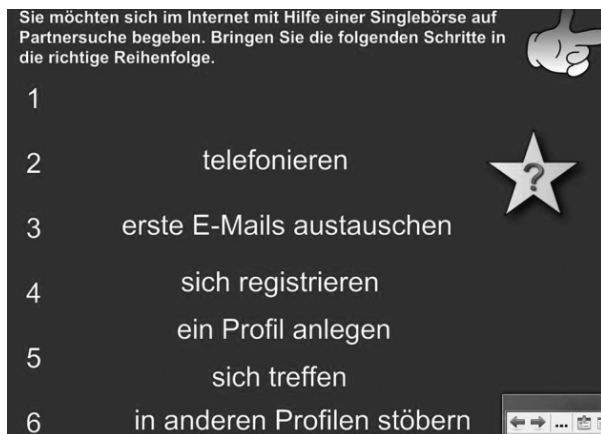 Sie möchten sich im Internet mit Hilfe einer Singlebörse auf
Partnersuche begeben. Bringen Sie die folgenden Schritte in
die richtige Reihenfolge.
1
2 telefonieren
?
3 erste E-Mails austauschen
4 sich registrieren
ein Profil anlegen
5
sich treffen
6 in anderen Profilen stöbern